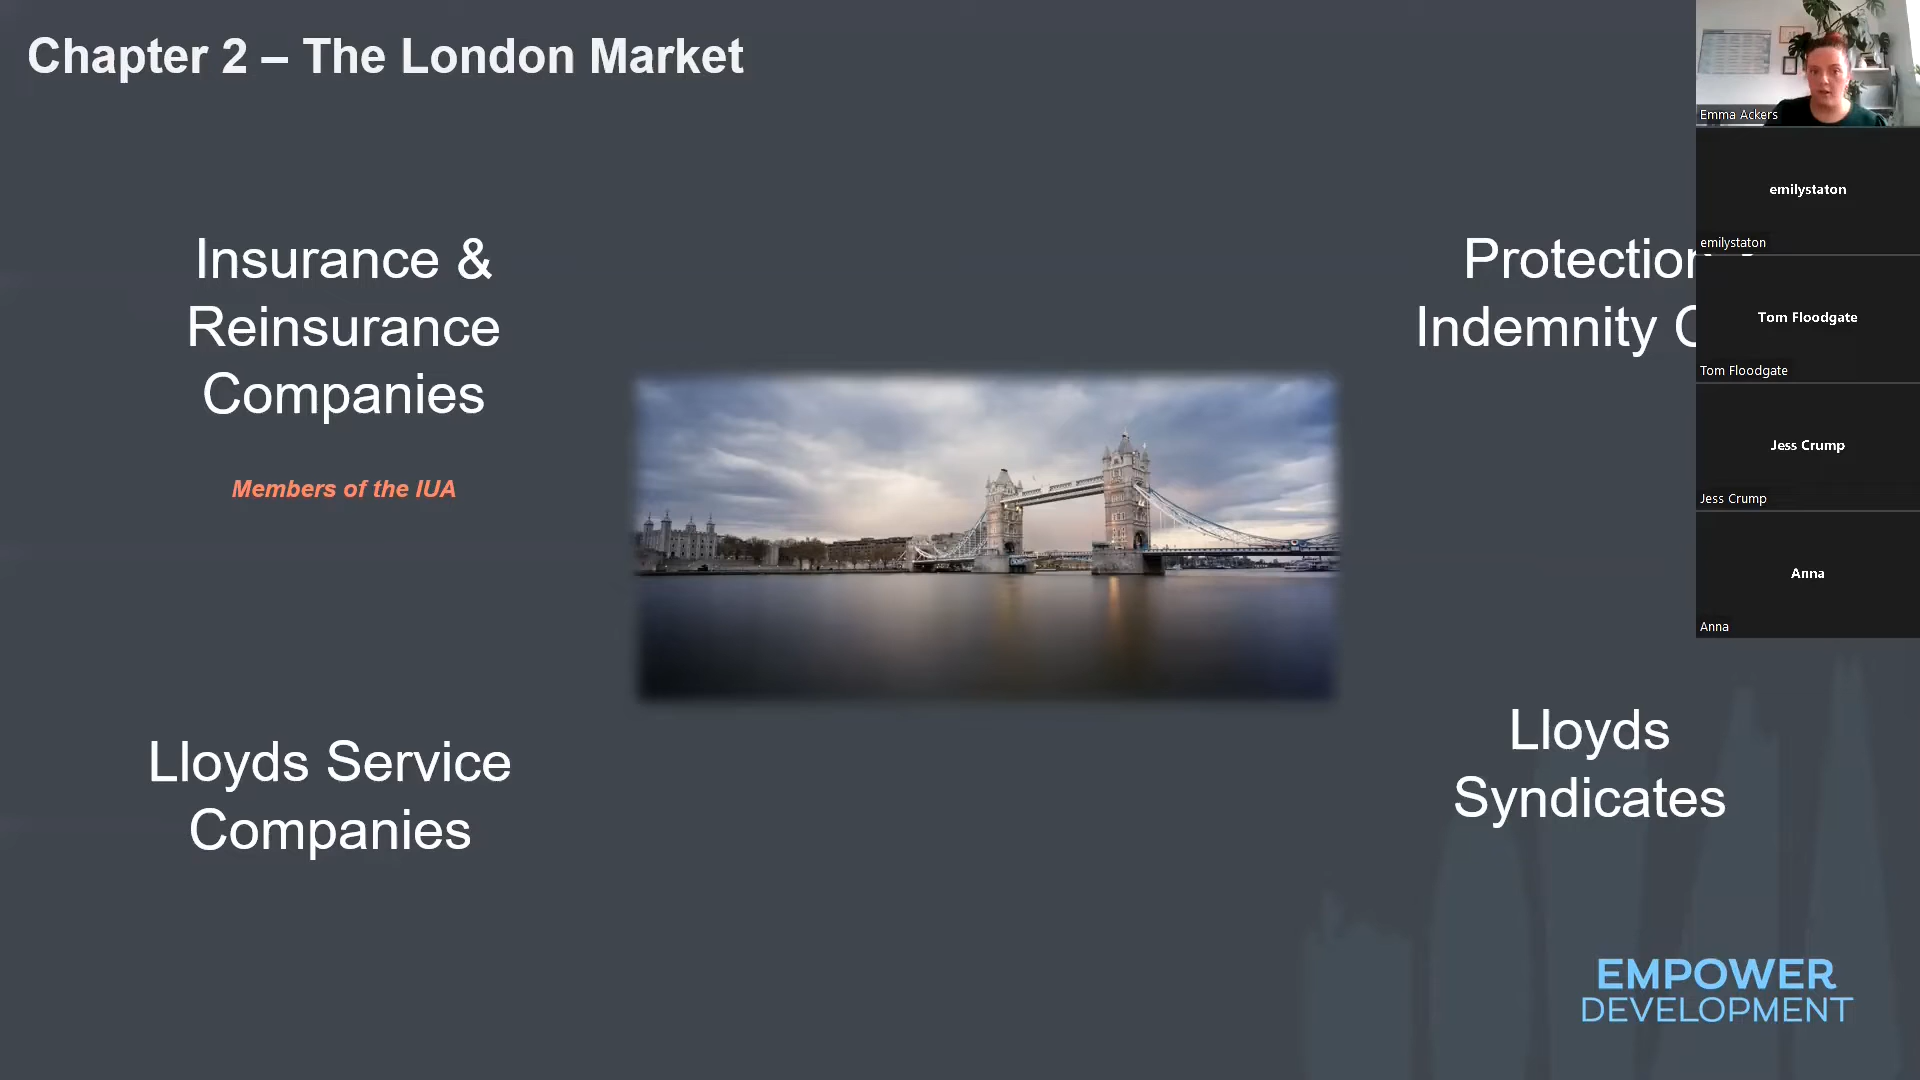 Chapter 2 – The London Market
Insurance &
Reinsurance
Companies
Members of the IUA
Protection
Indemnity
Lloyds Service
Companies
Lloyds
Syndicates
EMPOWER
DEVELOPMENT
Emma Ackers
emilystaton
emilystaton
Tom Floodgate
Tom Floodgate
Jess Crump
Jess Crump
Anna
Anna